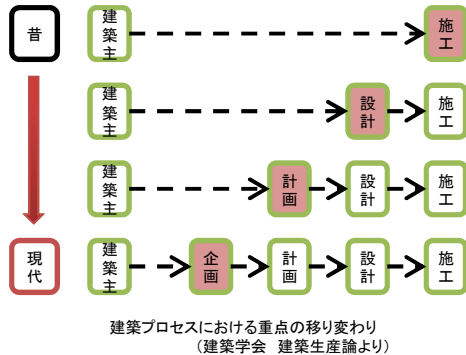 昔
建築主
施工
建築主
設計
施工
建築主
計画
設計
施工
現代
建築主
企画
計画
設計
施工
建築プロセスにおける重点の移り変わり
（建築学会 建築生産論より）